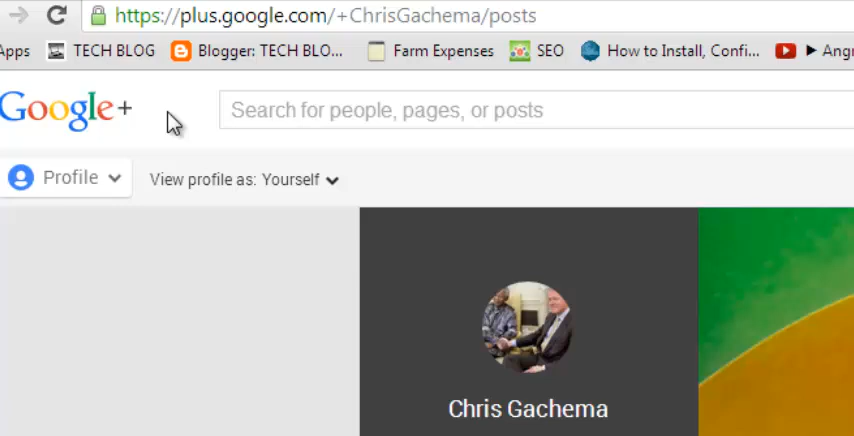 https://plus.google.com/+ChrisGachema/posts
Apps TECH BLOG Blogger: TECH BLO... Farm Expenses SEO How to Install, Confi... Angr
Google+ Search for people, pages, or posts
Profile View profile as: Yourself
Chris Gachema